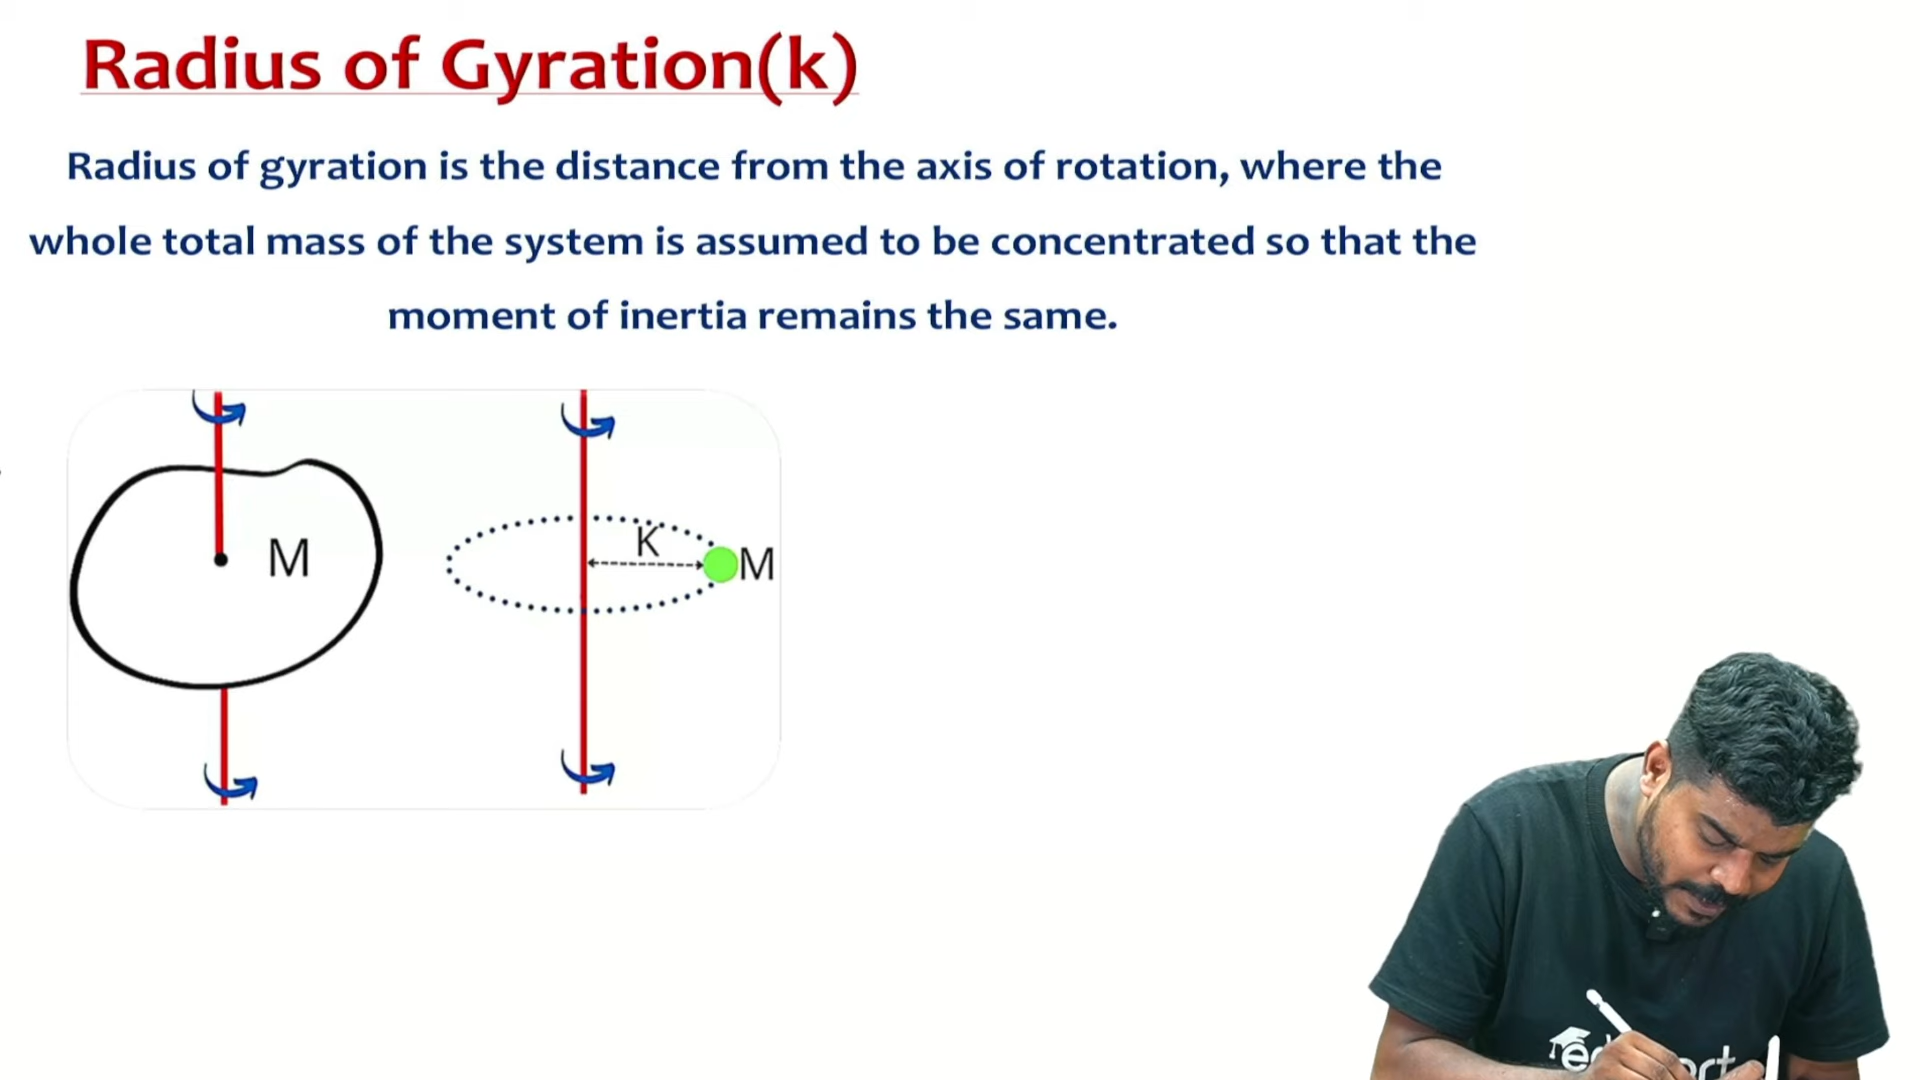 Radius of Gyration(k)
Radius of gyration is the distance from the axis of rotation, where the
whole total mass of the system is assumed to be concentrated so that the
moment of inertia remains the same.
M
K
M